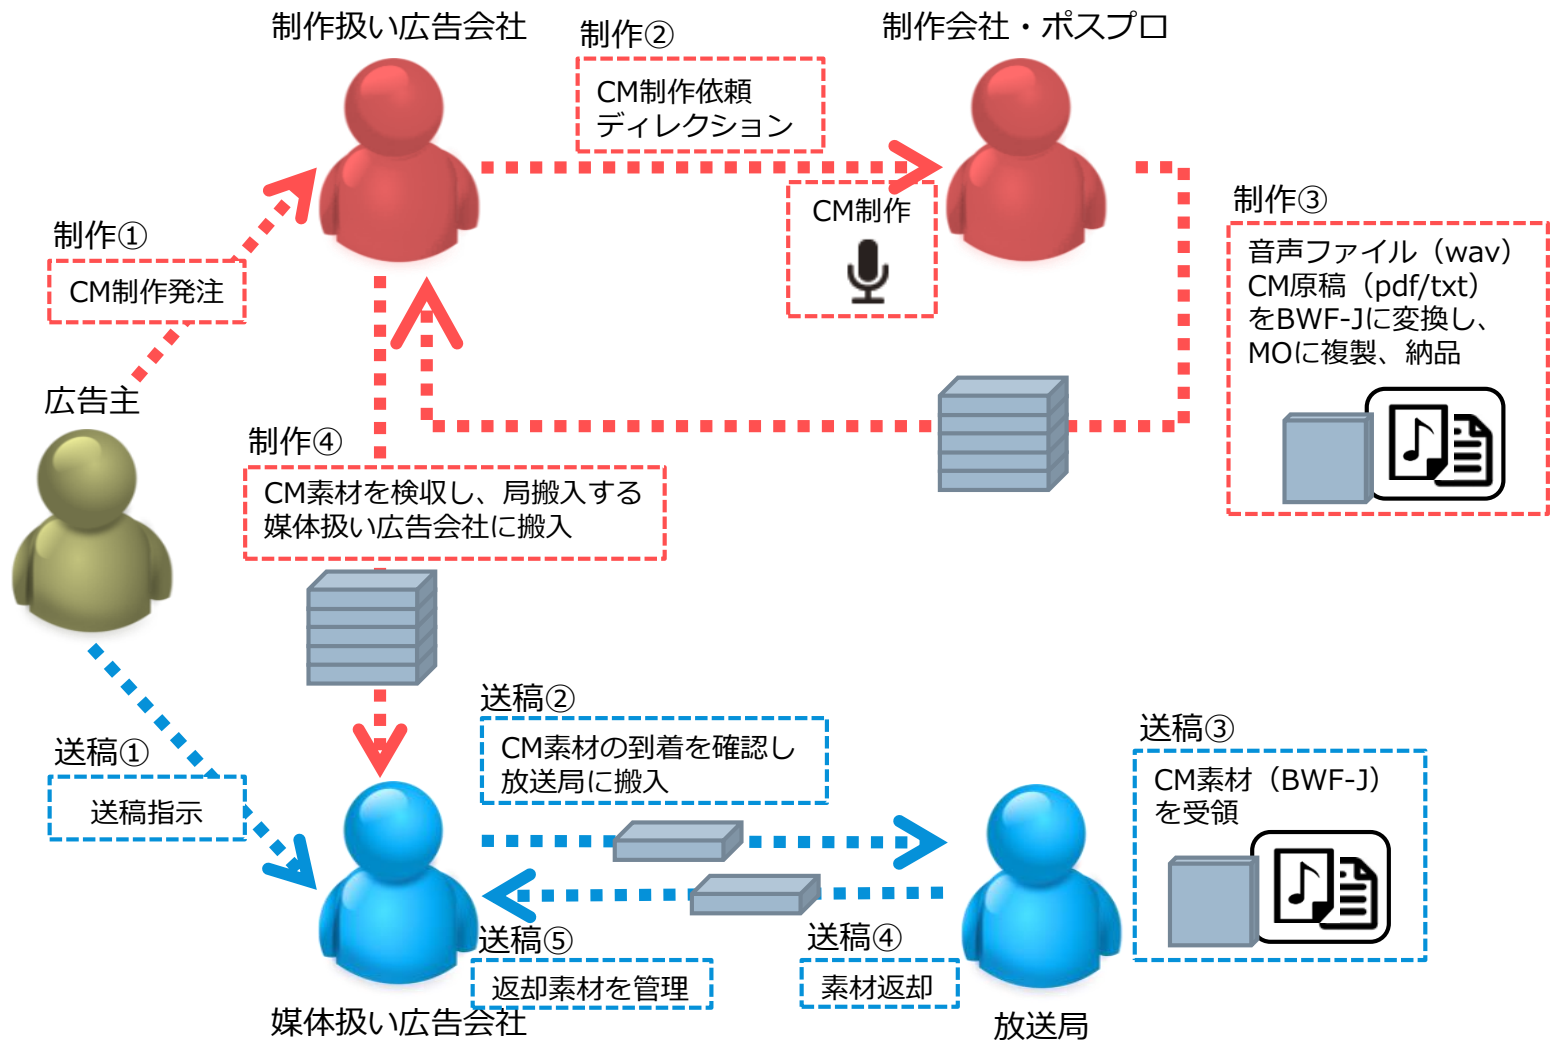 制作扱い広告会社
制作②
CM制作依頼
ディレクション
制作会社・ポスプロ
CM制作
制作①
CM制作発注
制作③
音声ファイル（wav）
CM原稿（pdf/txt）
をBWF-Jに変換し、
MOに複製、納品
広告主
制作④
CM素材を検収し、局搬入する
媒体扱い広告会社に搬入
送稿①
送稿指示
送稿②
CM素材の到着を確認し
放送局に搬入
送稿③
CM素材（BWF-J）
を受領
送稿⑤
返却素材を管理
送稿④
素材返却
媒体扱い広告会社
放送局